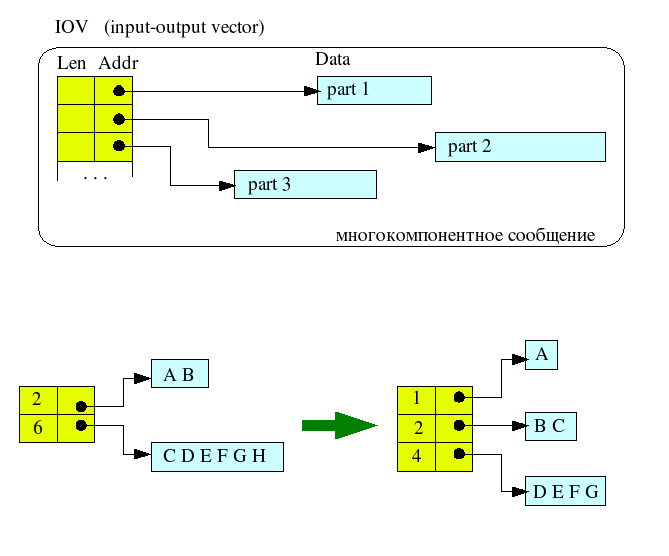 IOV (input-output vector)
Len Addr Data
part 1
part 2
. . .
part 3
многокомпонентное сообщение
A
2 A B
1
6
2 B C
C D E F G H
4
D E F G